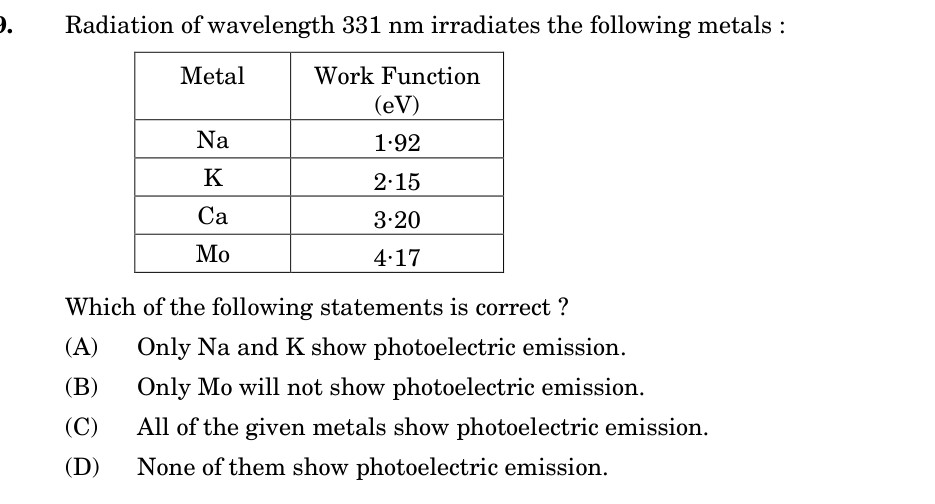 9. Radiation of wavelength 331 nm irradiates the following metals :
Metal Work Function
(eV)
Na 1·92
K 2·15
Ca 3·20
Mo 4·17
Which of the following statements is correct ?
(A) Only Na and K show photoelectric emission.
(B) Only Mo will not show photoelectric emission.
(C) All of the given metals show photoelectric emission.
(D) None of them show photoelectric emission.